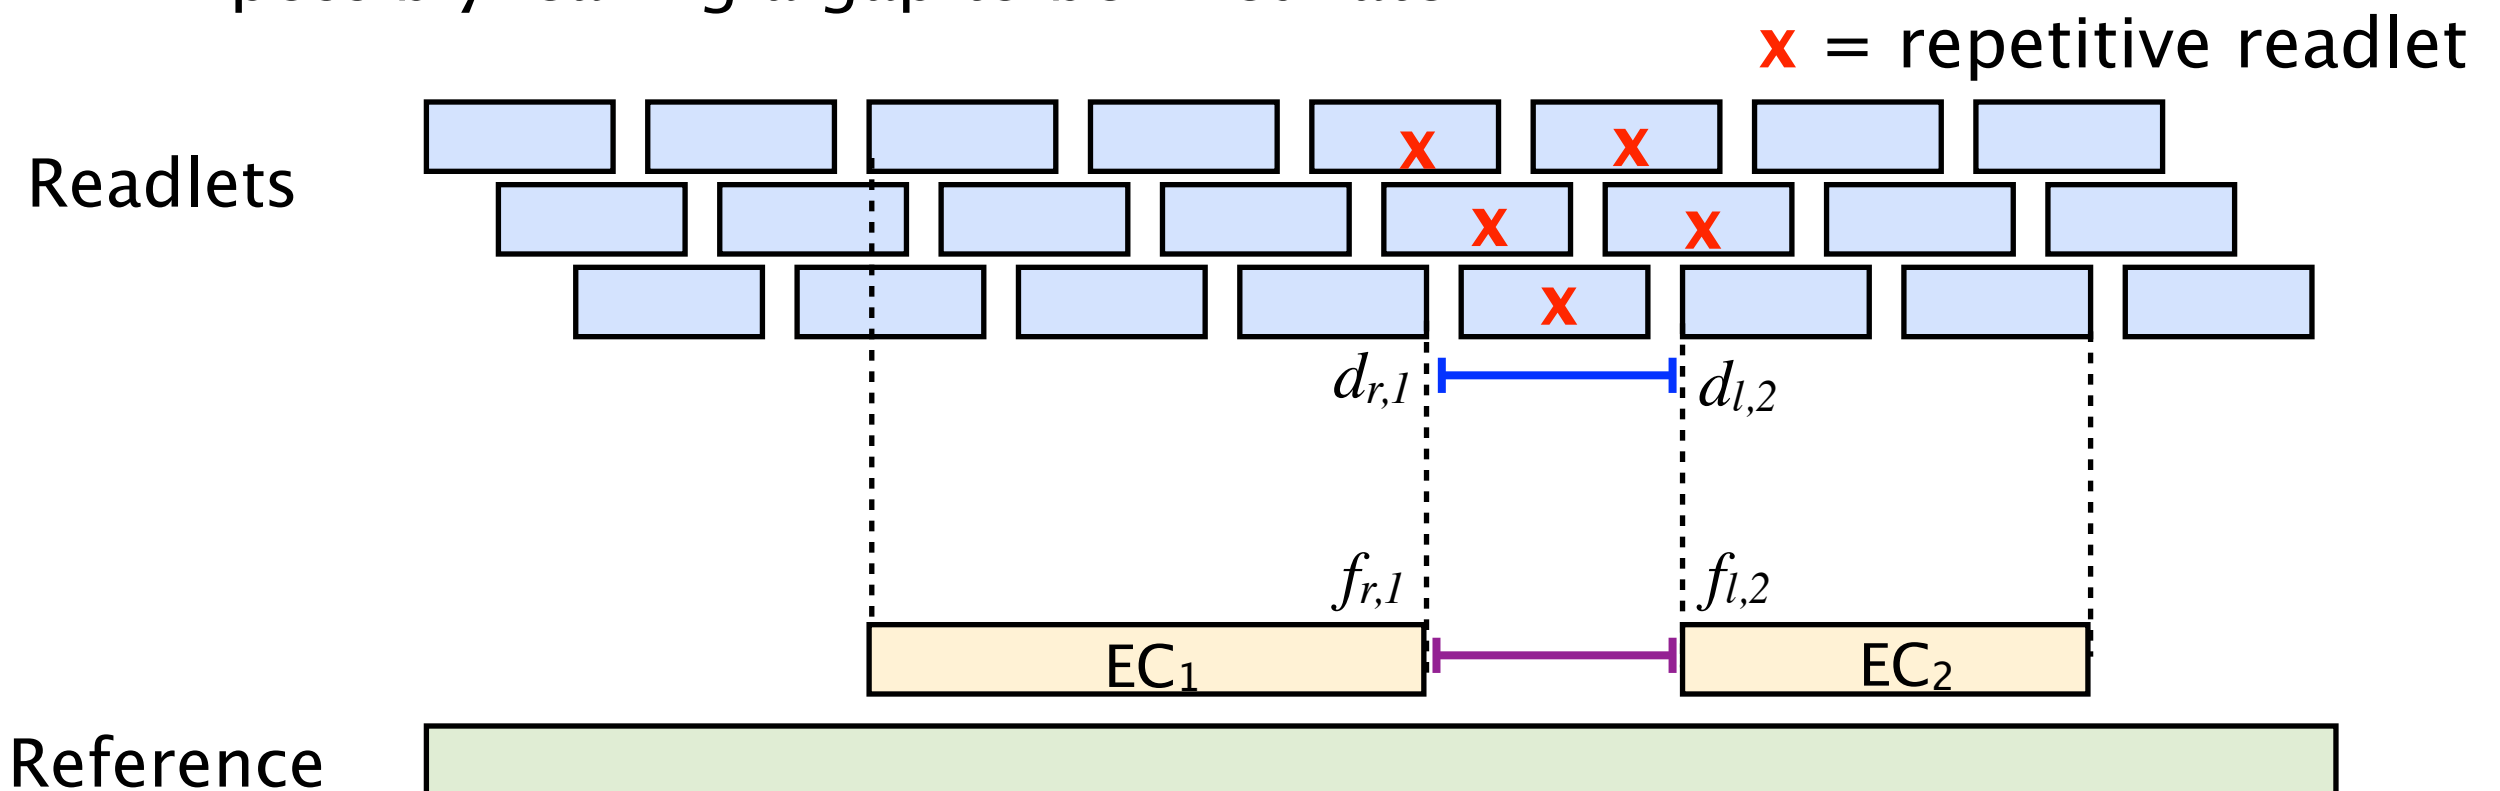 x = repetitive readlet
x x
Readlets
x x
x
dr,1 dl,2
fr,1 fl,2
EC1 EC2
Reference